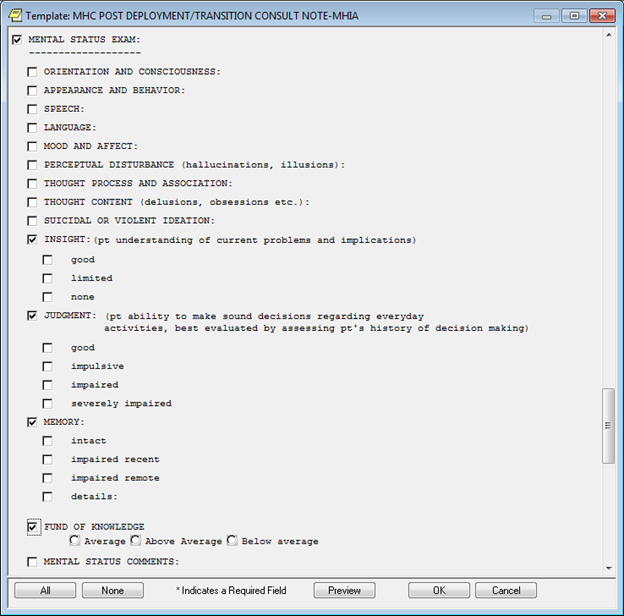 Template: MHC POST DEPLOYMENT/TRANSITION CONSULT NOTE-MHIA
MENTAL STATUS EXAM:
-------------------
ORIENTATION AND CONSCIOUSNESS:
APPEARANCE AND BEHAVIOR:
SPEECH:
LANGUAGE:
MOOD AND AFFECT:
PERCEPTUAL DISTURBANCE (hallucinations, illusions):
THOUGHT PROCESS AND ASSOCIATION:
THOUGHT CONTENT (delusions, obsessions etc.):
SUICIDAL OR VIOLENT IDEATION:
INSIGHT:(pt understanding of current problems and implications)
good
limited
none
JUDGMENT: (pt ability to make sound decisions regarding everyday
activities, best evaluated by assessing pt's history of decision making)
good
impulsive
impaired
severely impaired
MEMORY:
intact
impaired recent
impaired remote
details:
FUND OF KNOWLEDGE
Average Above Average Below average
MENTAL STATUS COMMENTS:
All None * Indicates a Required Field Preview OK Cancel